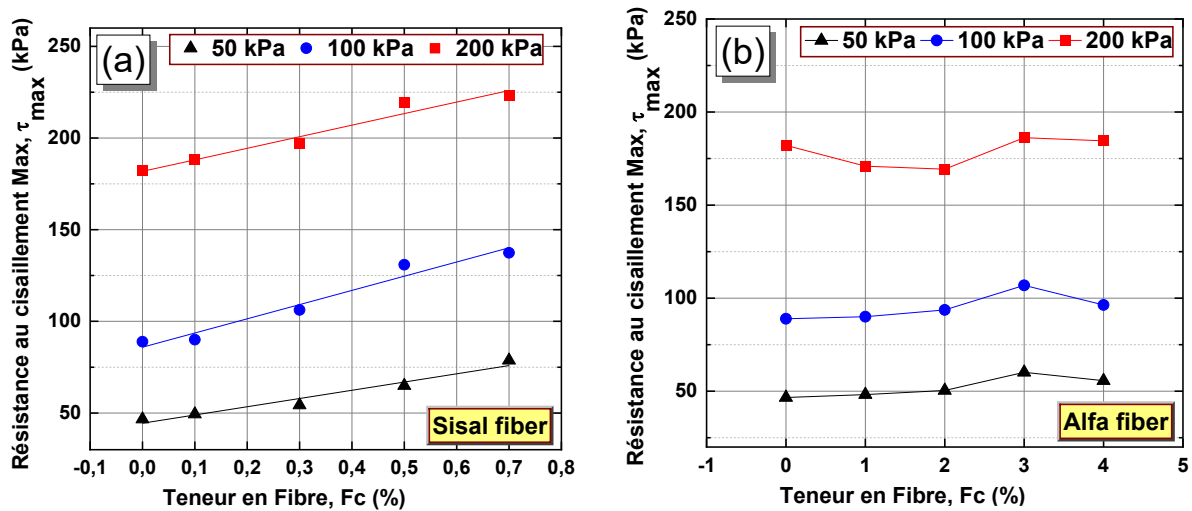 (a)
50 kPa 100 kPa 200 kPa
Résistance au cisaillement Max, τmax (kPa)
250
200
150
100
50
Sisal fiber
-0,1 0,0 0,1 0,2 0,3 0,4 0,5 0,6 0,7 0,8
Teneur en Fibre, Fc (%)
(b)
50 kPa 100 kPa 200 kPa
Résistance au cisaillement Max, τmax (kPa)
250
200
150
100
50
Alfa fiber
-1 0 1 2 3 4 5
Teneur en Fibre, Fc (%)